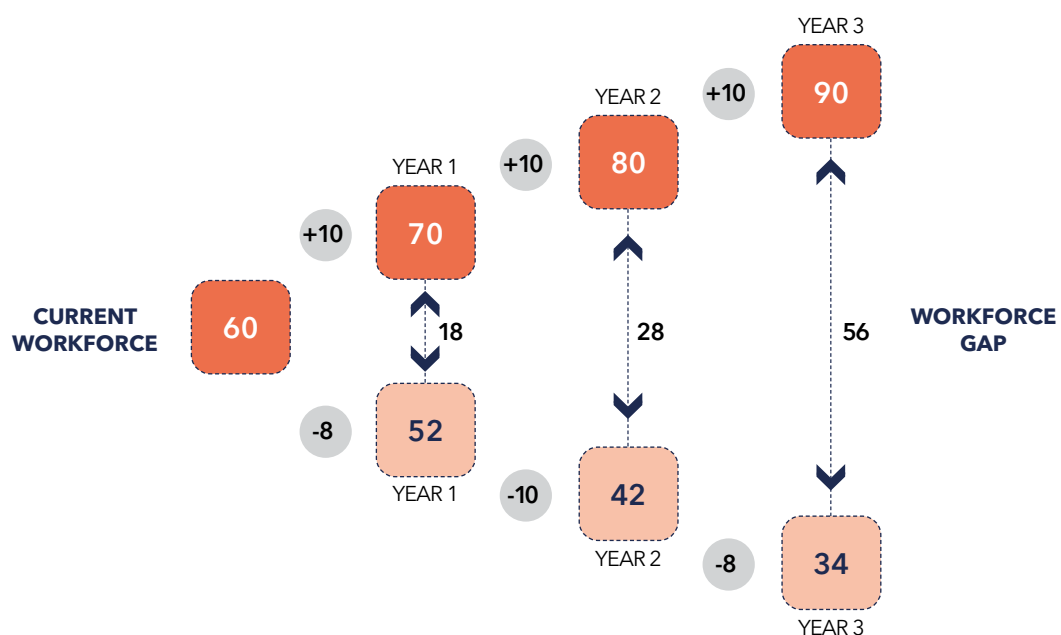 YEAR 3
90
+10
YEAR 2
80
+10
YEAR 1
70
+10
60
CURRENT
WORKFORCE
18
28
56
WORKFORCE
GAP
-8
52
YEAR 1
-10
42
YEAR 2
-8
34
YEAR 3